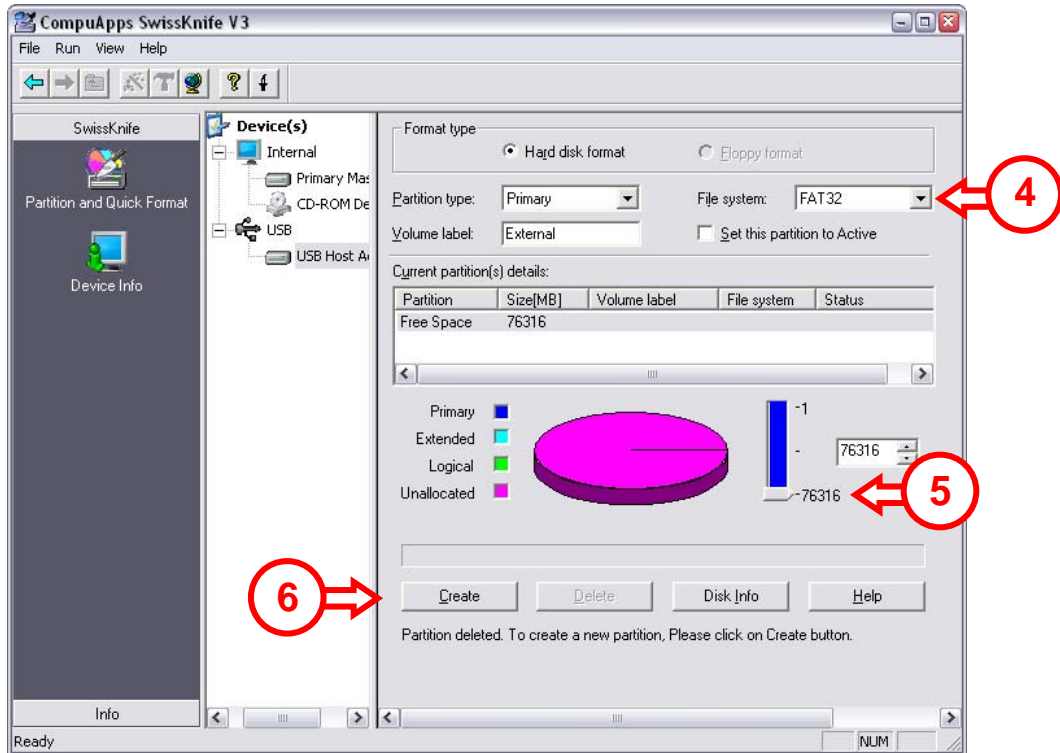 CompuApps SwissKnife V3
File Run View Help
SwissKnife
Partition and Quick Format
Device Info
Info
Device(s)
Internal
Primary Mas
CD-ROM De
USB
USB Host A
Format type
Hard disk format
Floppy format
Partition type:
Primary
File system:
FAT32
4
Volume label:
External
Set this partition to Active
Current partition(s) details:
Partition Size[MB] Volume label File system Status
Free Space 76316
Primary
Extended
Logical
Unallocated
-1
-
76316
-76316
5
6
Create
Delete
Disk Info
Help
Partition deleted. To create a new partition, Please click on Create button.
Ready
NUM